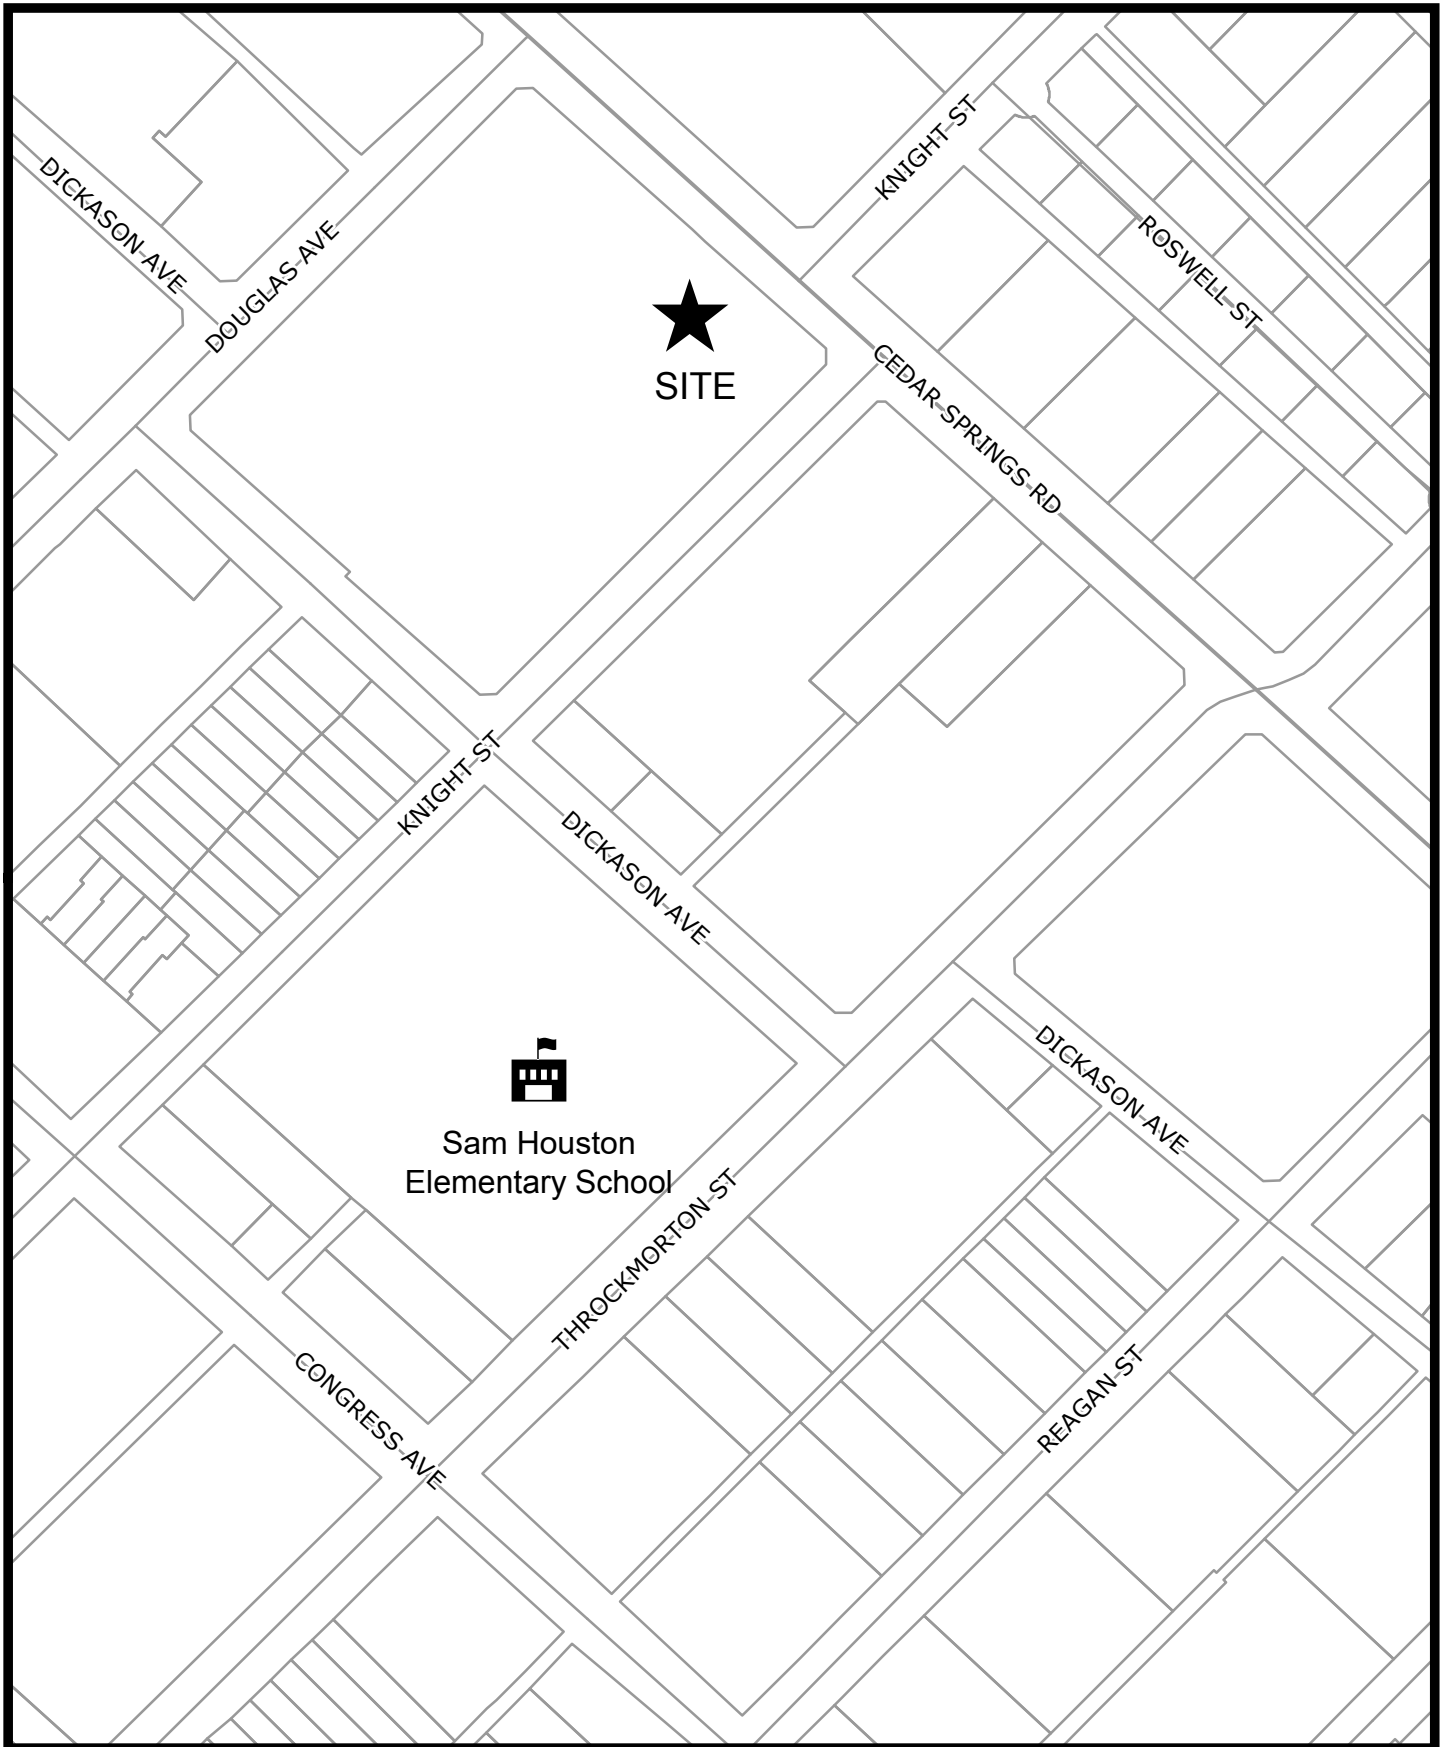 KNIGHT ST
DICKASON AVE
DOUGLAS AVE
ROSWELL ST
SITE
CEDAR SPRINGS RD
KNIGHT ST
DICKASON AVE
DICKASON AVE
Sam Houston
Elementary School
THROCKMORTON ST
CONGRESS AVE
REAGAN ST